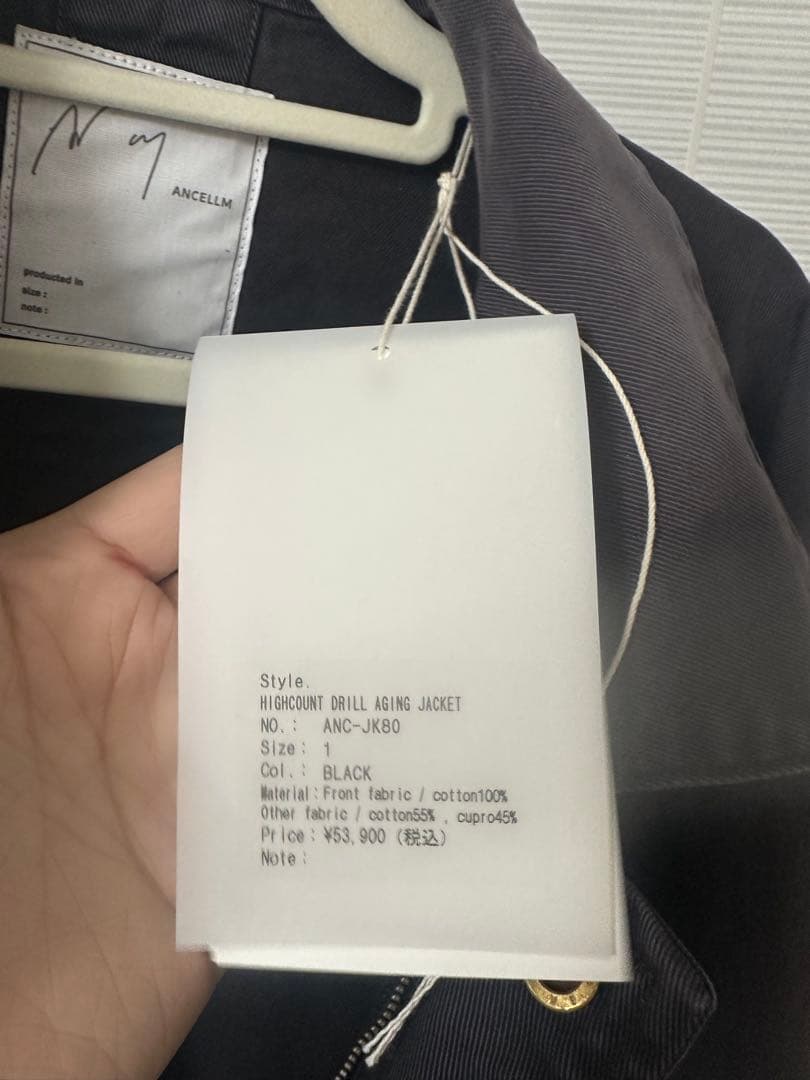 ANCELLM
producted in
size :
note :
Style.
HIGHCOUNT DRILL AGING JACKET
NO. : ANC-JK80
Size : 1
Col. : BLACK
Material : Front fabric / cotton100%
Other fabric / cotton55% , cupro45%
Price : ¥53,900 (税込)
Note :